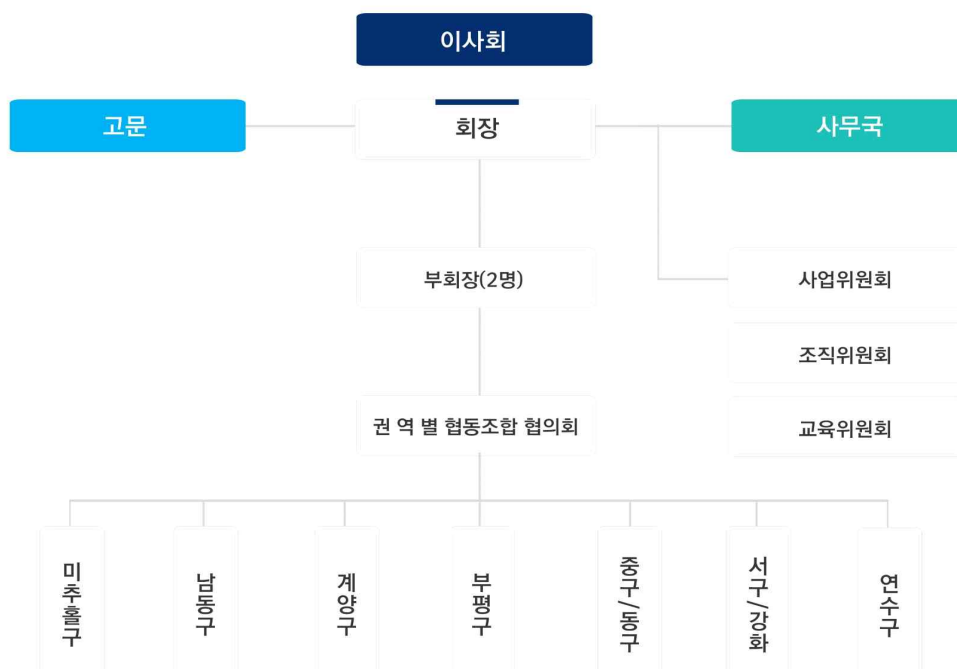 이사회
고문
회장
사무국
부회장(2명)
사업위원회
조직위원회
권 역 별 협동조합 협의회
교육위원회
미추홀구
남동구
계양구
부평구
중구/동구
서구/강화
연수구